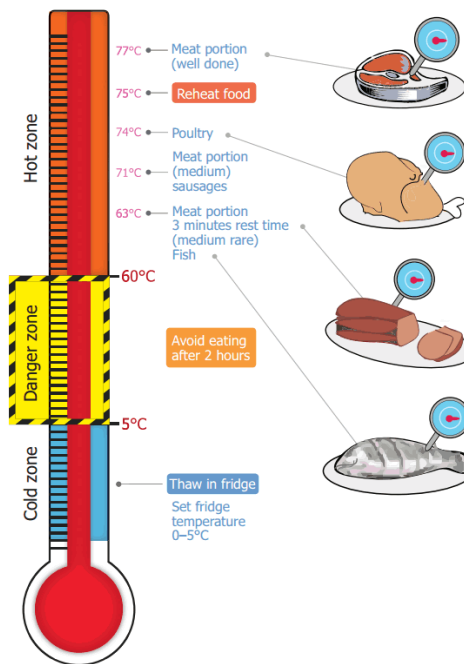 Hot zone
77°C
Meat portion
(well done)
75°C
Reheat food
74°C
Poultry
71°C
Meat portion
(medium)
sausages
63°C
Meat portion
3 minutes rest time
(medium rare)
Fish
60°C
Danger zone
Avoid eating
after 2 hours
5°C
Cold zone
Thaw in fridge
Set fridge
temperature
0–5°C